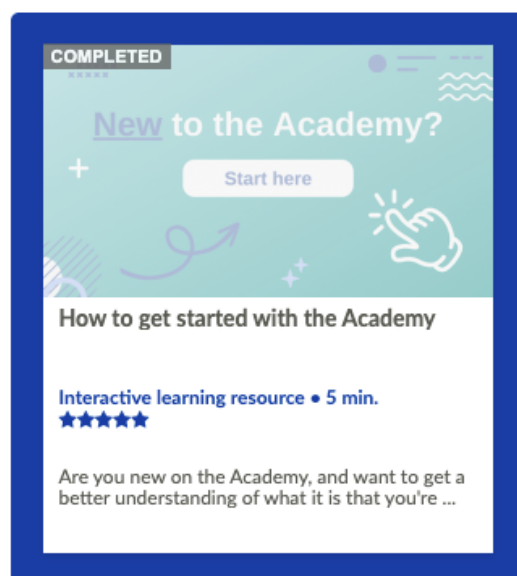 COMPLETED
xxxxx
New to the Academy?
Start here
How to get started with the Academy
Interactive learning resource • 5 min.
★★★★★
Are you new on the Academy, and want to get a
better understanding of what it is that you're ...